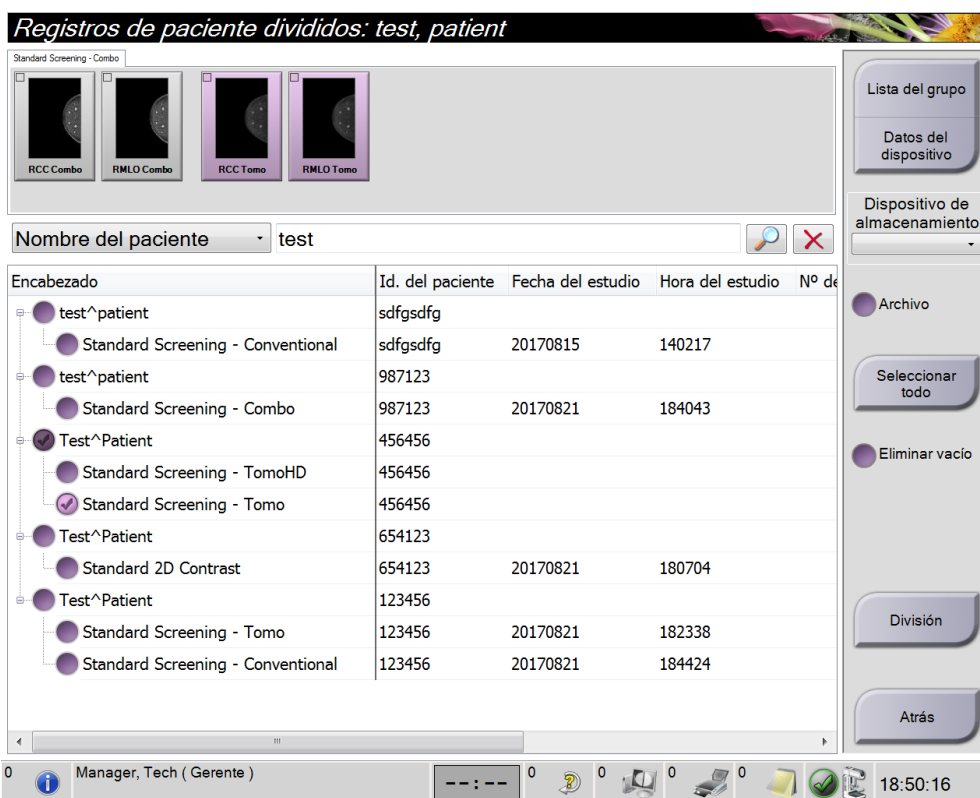 Registros de paciente divididos: test, patient
Standard Screening - Combo
RCC Combo
RMLO Combo
RCC Tomo
RMLO Tomo
Nombre del paciente
test
Encabezado Id. del paciente Fecha del estudio Hora del estudio Nº de
test^patient sdfgsdfg
Standard Screening - Conventional sdfgsdfg 20170815 140217
test^patient 987123
Standard Screening - Combo 987123 20170821 184043
Test^Patient 456456
Standard Screening - TomoHD 456456
Standard Screening - Tomo 456456
Test^Patient 654123
Standard 2D Contrast 654123 20170821 180704
Test^Patient 123456
Standard Screening - Tomo 123456 20170821 182338
Standard Screening - Conventional 123456 20170821 184424
Lista del grupo
Datos del
dispositivo
Dispositivo de
almacenamiento
Archivo
Seleccionar
todo
Eliminar vacío
División
Atrás
0 Manager, Tech ( Gerente ) --:-- 0 0 0 0 18:50:16